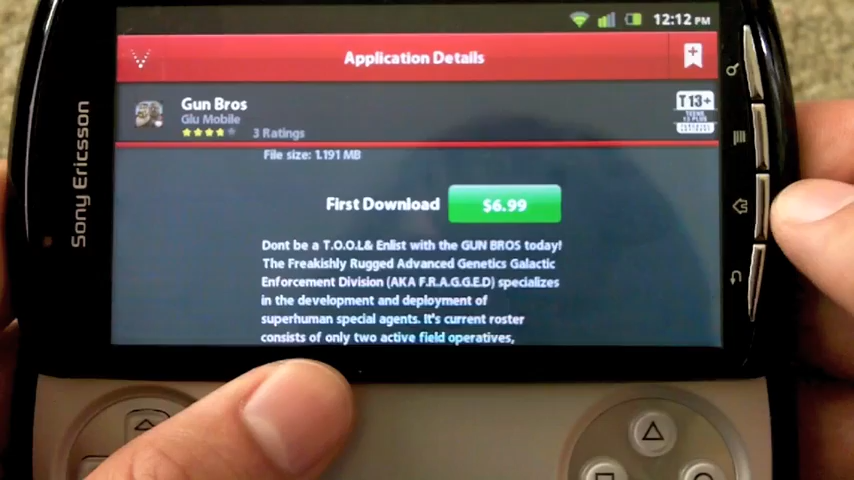 12:12 PM
Application Details
Gun Bros
Glu Mobile
3 Ratings
T 13+
File size: 1.191 MB
First Download $6.99
Dont be a T.O.O.L& Enlist with the GUN BROS today!
The Freakishly Rugged Advanced Genetics Galactic
Enforcement Division (AKA F.R.A.G.G.E.D) specializes
in the development and deployment of
superhuman special agents. It's current roster
consists of only two active field operatives,
Sony Ericsson